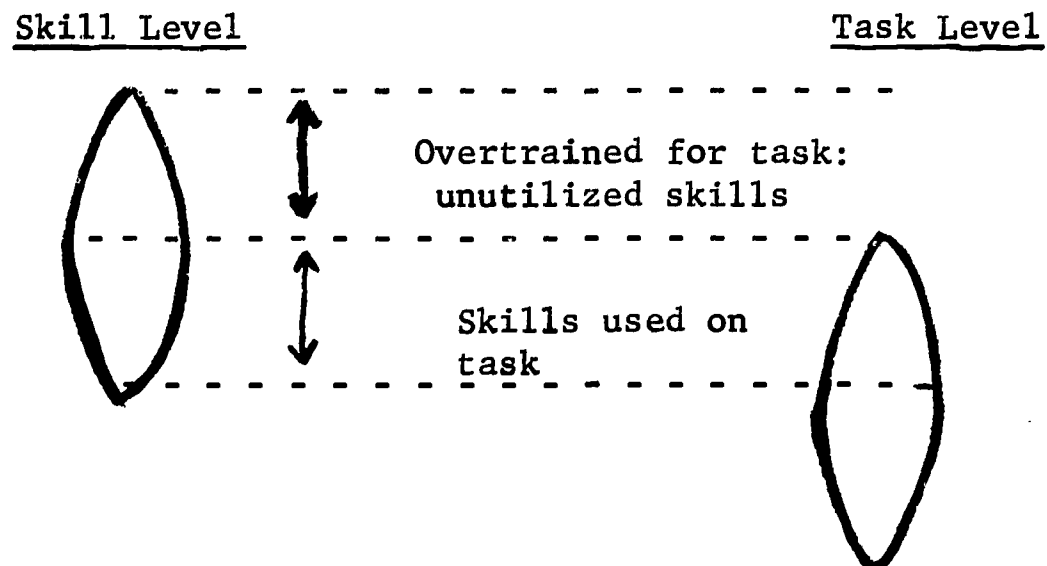 Skill Level
Task Level
Overtrained for task:
unutilized skills
Skills used on
task